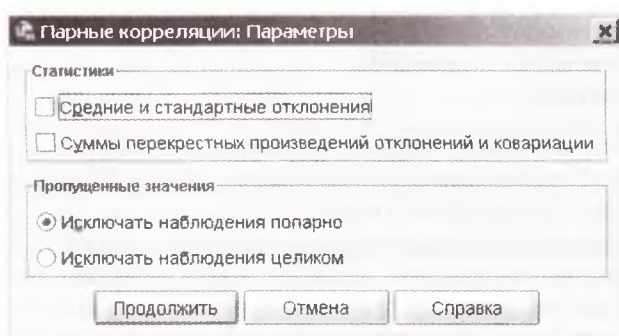 Парные корреляции: Параметры
Статистики
Средние и стандартные отклонения
Суммы перекрестных произведений отклонений и ковариации
Пропущенные значения
Исключать наблюдения попарно
Исключать наблюдения целиком
Продолжить Отмена Справка